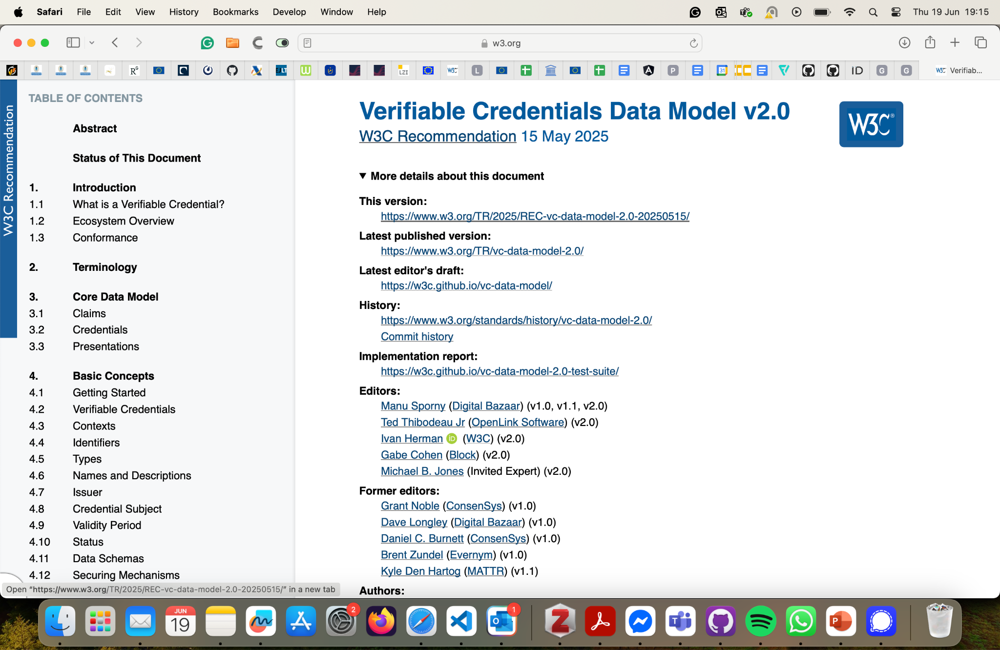 Safari File Edit View History Bookmarks Develop Window Help Thu 19 Jun 19:15
w3.org
Verifiab...
W3C Recommendation
TABLE OF CONTENTS
Abstract
Status of This Document
1. Introduction
1.1 What is a Verifiable Credential?
1.2 Ecosystem Overview
1.3 Conformance
2. Terminology
3. Core Data Model
3.1 Claims
3.2 Credentials
3.3 Presentations
4. Basic Concepts
4.1 Getting Started
4.2 Verifiable Credentials
4.3 Contexts
4.4 Identifiers
4.5 Types
4.6 Names and Descriptions
4.7 Issuer
4.8 Credential Subject
4.9 Validity Period
4.10 Status
4.11 Data Schemas
4.12 Securing Mechanisms
Open “https://www.w3.org/TR/2025/REC-vc-data-model-2.0-20250515/” in a new tab
Verifiable Credentials Data Model v2.0
W3C®
W3C Recommendation 15 May 2025
▼ More details about this document
This version:
https://www.w3.org/TR/2025/REC-vc-data-model-2.0-20250515/
Latest published version:
https://www.w3.org/TR/vc-data-model-2.0/
Latest editor's draft:
https://w3c.github.io/vc-data-model/
History:
https://www.w3.org/standards/history/vc-data-model-2.0/
Commit history
Implementation report:
https://w3c.github.io/vc-data-model-2.0-test-suite/
Editors:
Manu Sporny (Digital Bazaar) (v1.0, v1.1, v2.0)
Ted Thibodeau Jr (OpenLink Software) (v2.0)
Ivan Herman iD (W3C) (v2.0)
Gabe Cohen (Block) (v2.0)
Michael B. Jones (Invited Expert) (v2.0)
Former editors:
Grant Noble (ConsenSys) (v1.0)
Dave Longley (Digital Bazaar) (v1.0)
Daniel C. Burnett (ConsenSys) (v1.0)
Brent Zundel (Evernym) (v1.0)
Kyle Den Hartog (MATTR) (v1.1)
Authors:
JUN
19
2
1